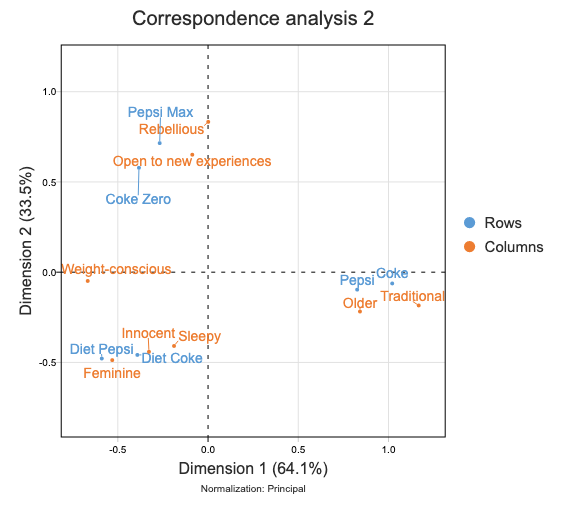 Correspondence analysis 2
Dimension 2 (33.5%)
1.0
0.5
0.0
-0.5
Pepsi Max
Rebellious
Open to new experiences
Coke Zero
Weight-conscious
Coke
Pepsi
Traditional
Older
Innocent
Sleepy
Diet Pepsi
Diet Coke
Feminine
Rows
Columns
-0.5 0.0 0.5 1.0
Dimension 1 (64.1%)
Normalization: Principal